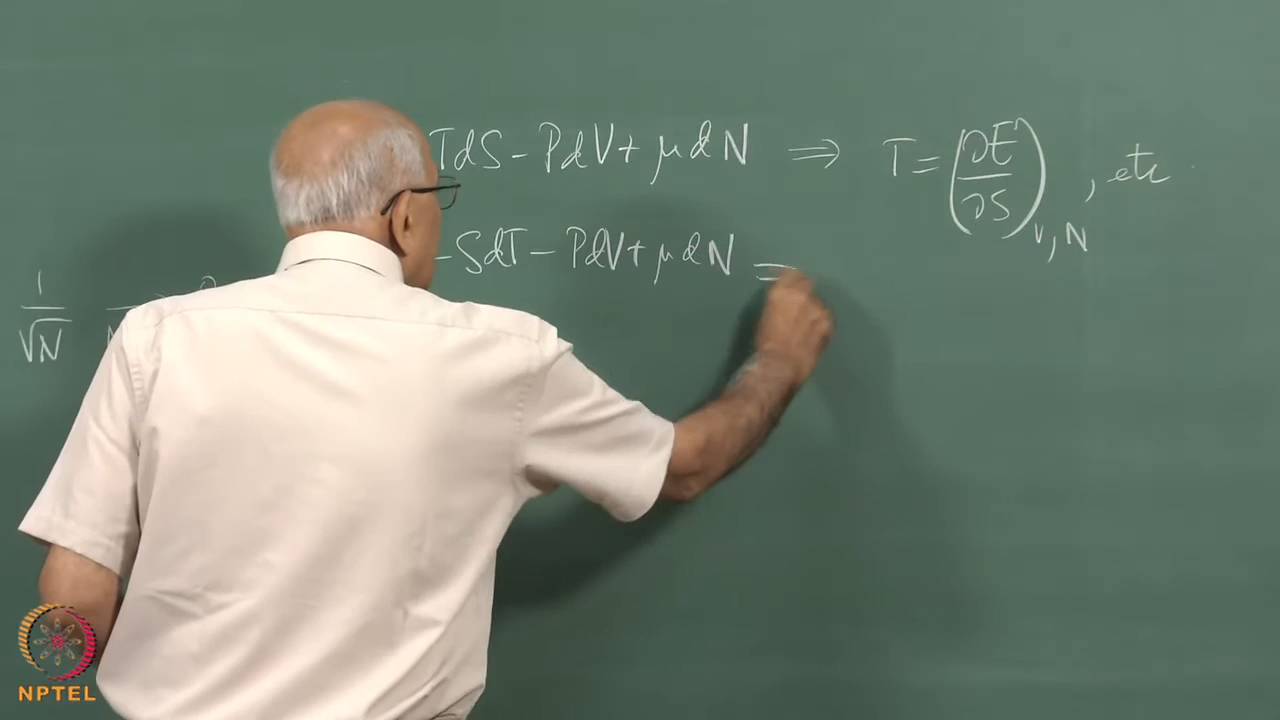 TdS - PdV + μdN ⇒ T = (∂E/∂S)_{V,N}, etc
- SdT - PdV + μdN =
1/√N
NPTEL